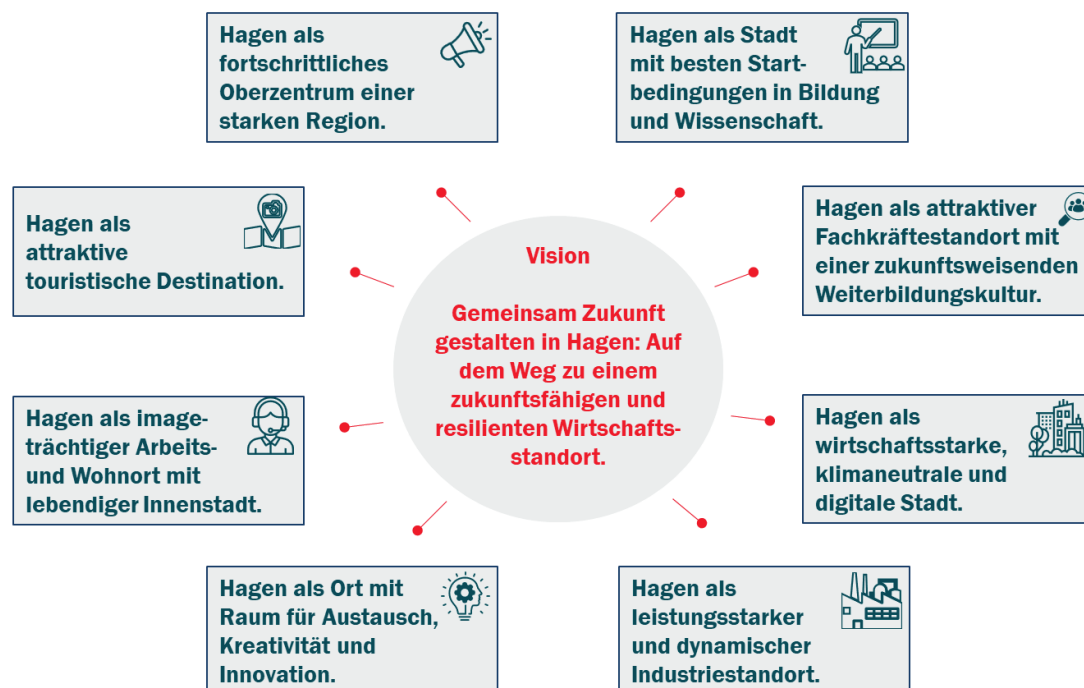 Hagen als
fortschrittliches
Oberzentrum einer
starken Region.
Hagen als Stadt
mit besten Start-
bedingungen in Bildung
und Wissenschaft.
Hagen als
attraktive
touristische Destination.
Hagen als attraktiver
Fachkräftestandort mit
einer zukunftsweisenden
Weiterbildungskultur.
Vision
Gemeinsam Zukunft
gestalten in Hagen: Auf
dem Weg zu einem
zukunftsfähigen und
resilienten Wirtschafts-
standort.
Hagen als image-
trächtiger Arbeits-
und Wohnort mit
lebendiger Innenstadt.
Hagen als
wirtschaftsstarke,
klimaneutrale und
digitale Stadt.
Hagen als Ort mit
Raum für Austausch,
Kreativität und
Innovation.
Hagen als
leistungsstarker
und dynamischer
Industriestandort.